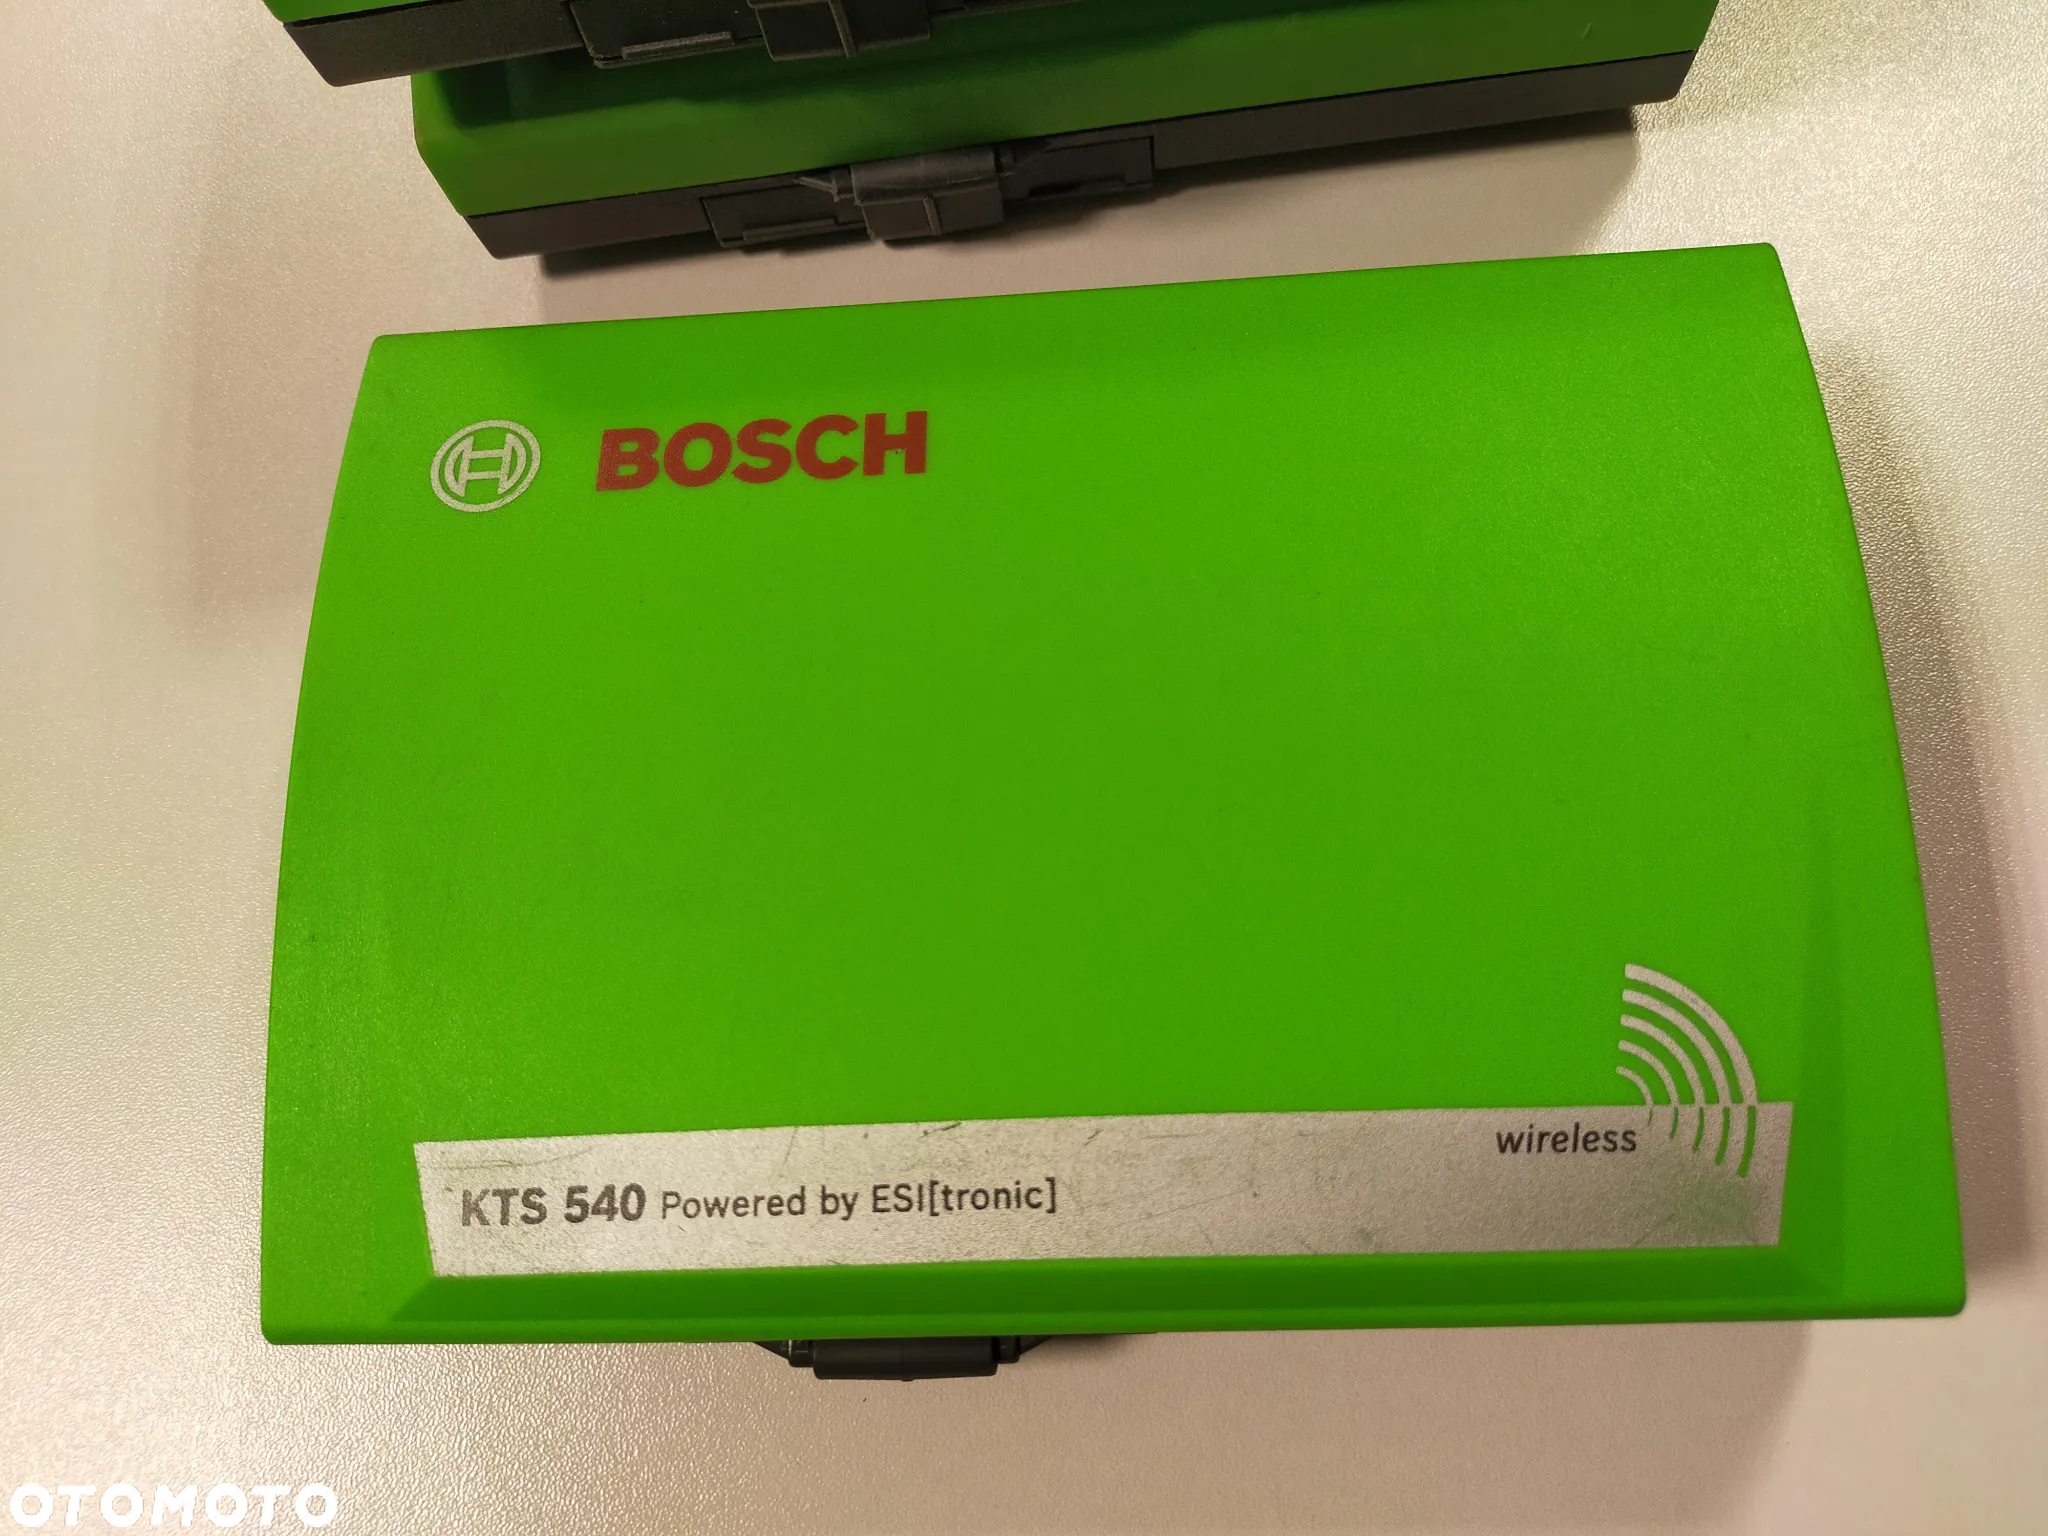 BOSCH
wireless
KTS 540 Powered by ESI[tronic]
OTOMOTO